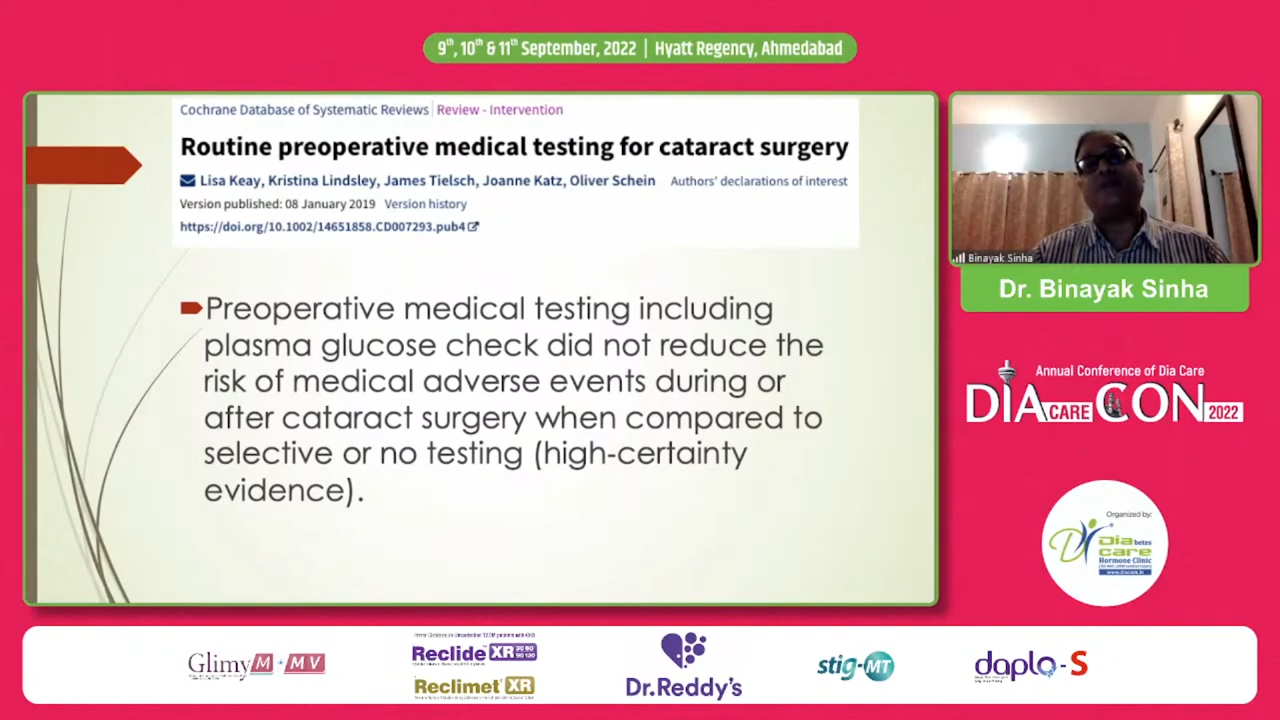 9th, 10th & 11th September, 2022 | Hyatt Regency, Ahmedabad
Cochrane Database of Systematic Reviews | Review - Intervention
Routine preoperative medical testing for cataract surgery
Lisa Keay, Kristina Lindsley, James Tielsch, Joanne Katz, Oliver Schein Authors' declarations of interest
Version published: 08 January 2019 Version history
https://doi.org/10.1002/14651858.CD007293.pub4
Preoperative medical testing including
plasma glucose check did not reduce the
risk of medical adverse events during or
after cataract surgery when compared to
selective or no testing (high-certainty
evidence).
Binayak Sinha
Dr. Binayak Sinha
Annual Conference of Dia Care
DIA CARE CON 2022
Organized by:
Diabetes
care
Hormone Clinic
www.diacare.in
Glimy M - MV
Reclide XR
Reclimet XR
Dr.Reddy's
stig-MT
daplo-S